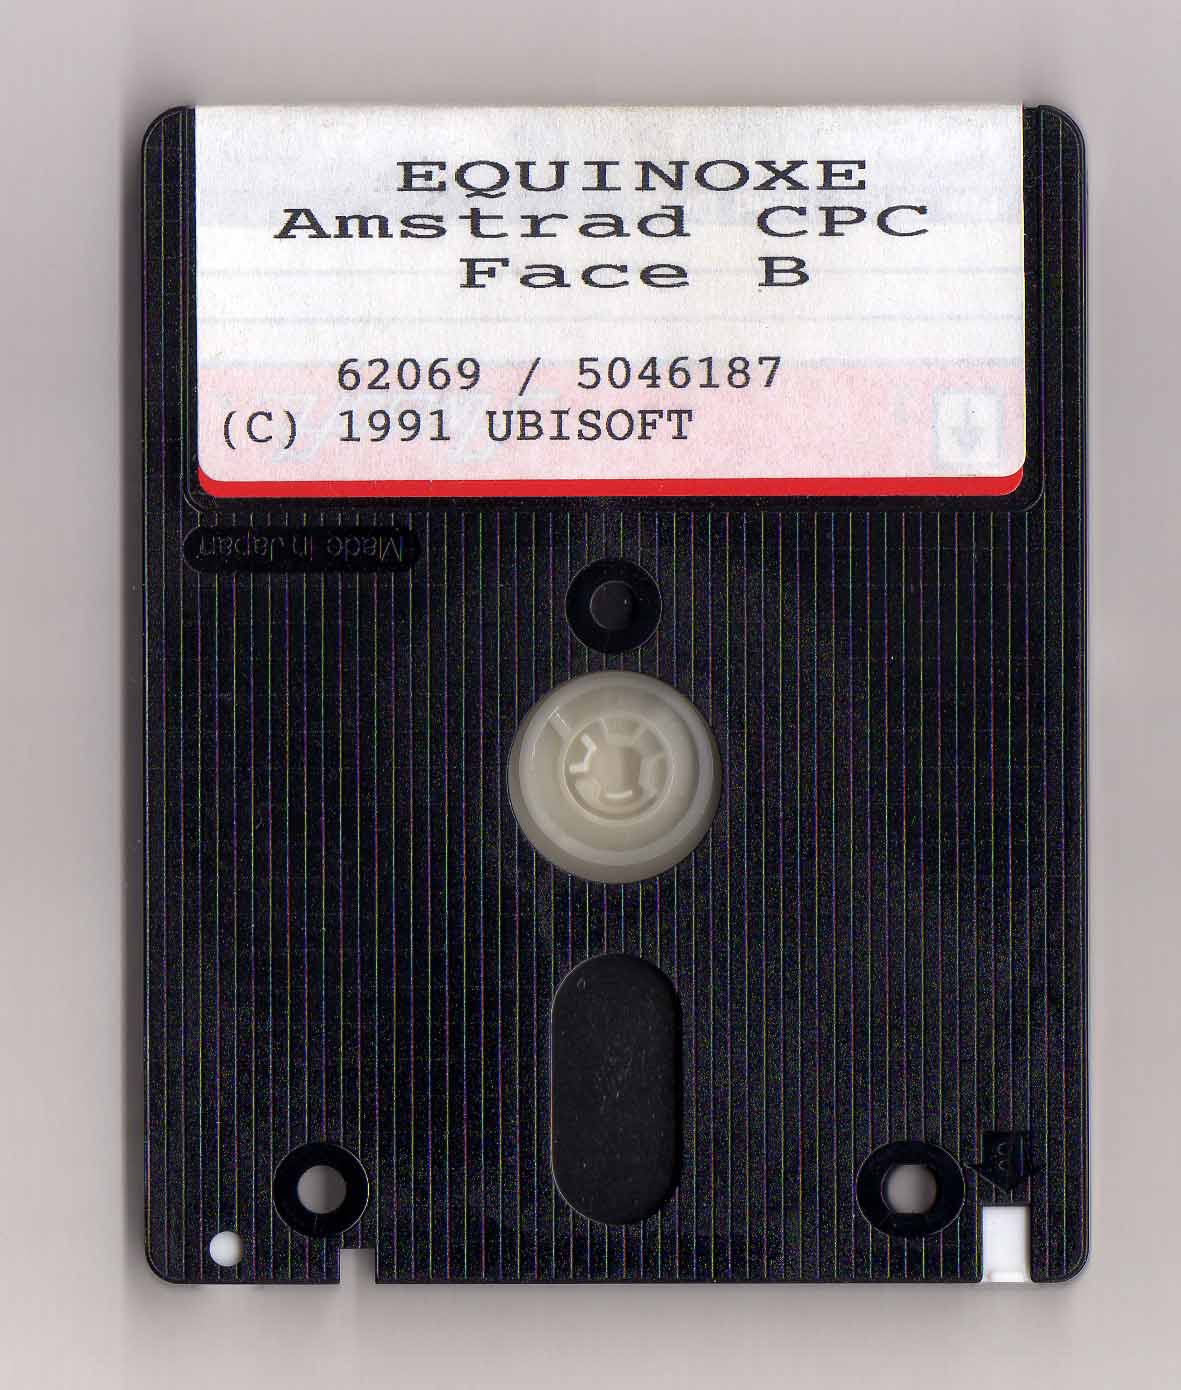 EQUINOXE
Amstrad CPC
Face B
62069 / 5046187
(C) 1991 UBISOFT
Made in Japan